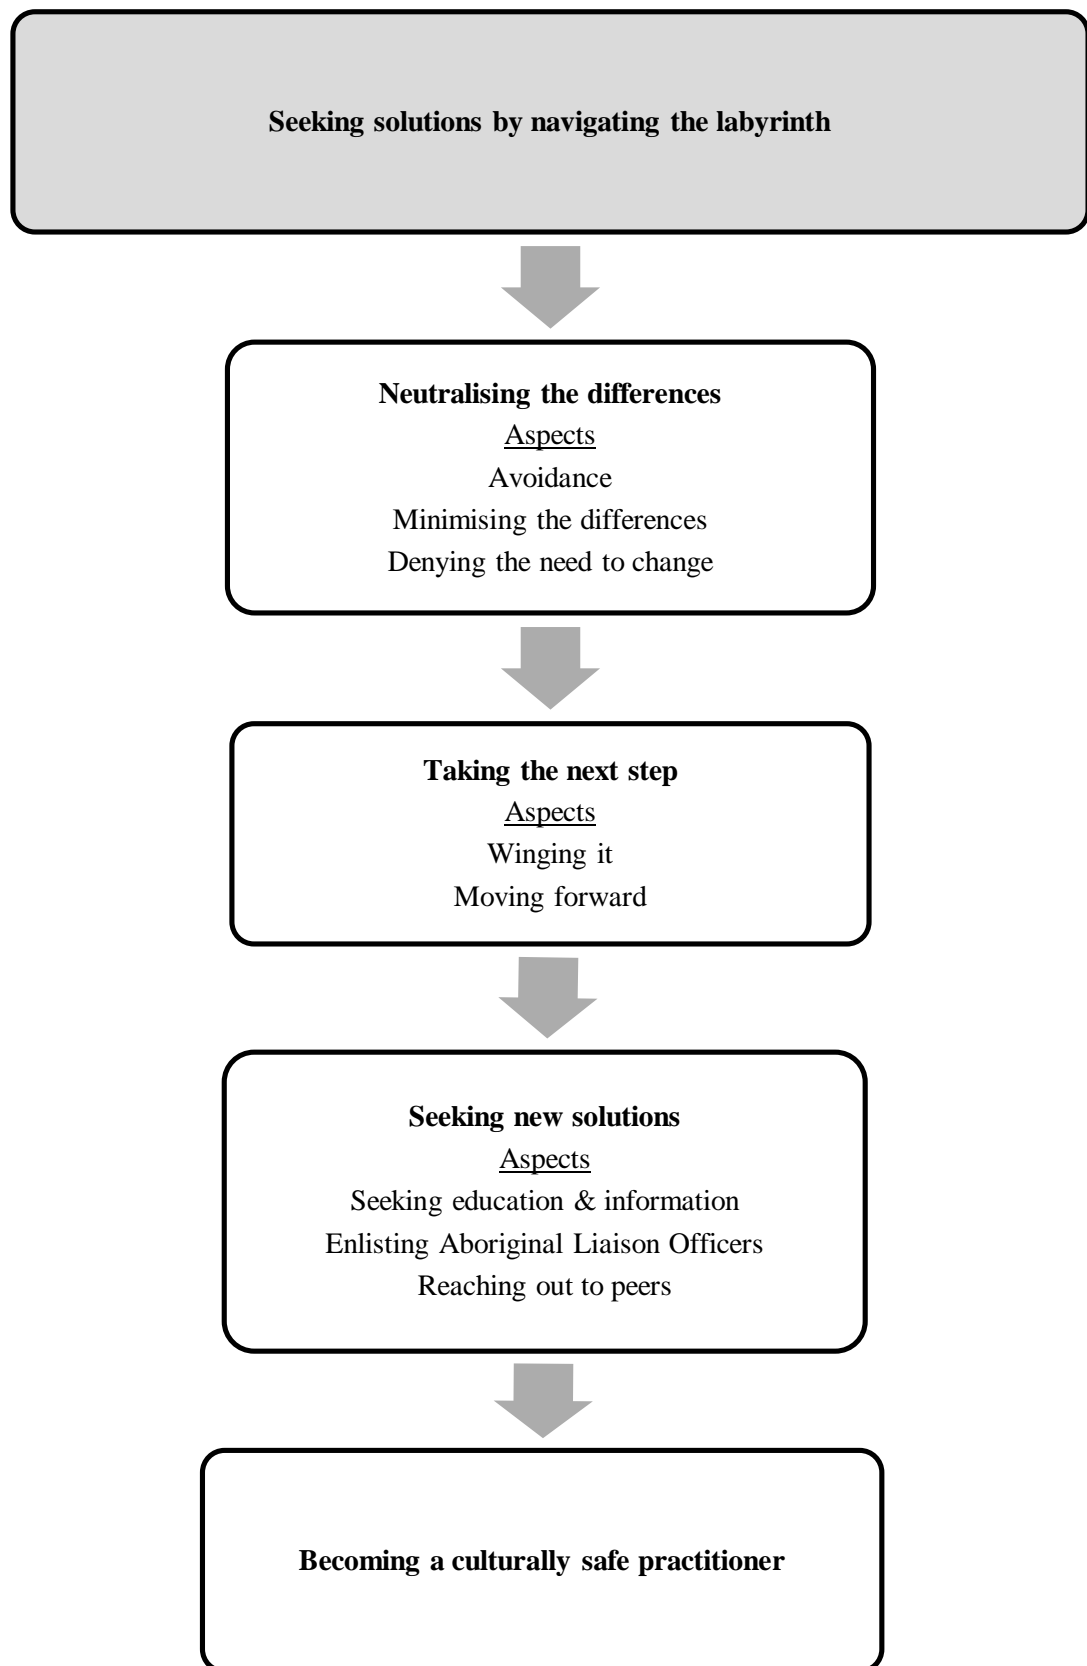 Seeking solutions by navigating the labyrinth
Neutralising the differences
Aspects
Avoidance
Minimising the differences
Denying the need to change
Taking the next step
Aspects
Winging it
Moving forward
Seeking new solutions
Aspects
Seeking education & information
Enlisting Aboriginal Liaison Officers
Reaching out to peers
Becoming a culturally safe practitioner